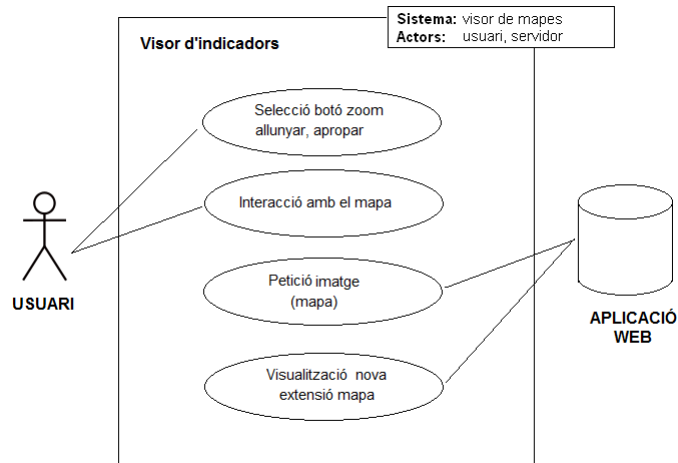 Sistema: visor de mapes
Actors: usuari, servidor
Visor d'indicadors
Selecció botó zoom
allunyar, apropar
Interacció amb el mapa
Petició imatge
(mapa)
Visualització nova
extensió mapa
USUARI
APLICACIÓ
WEB